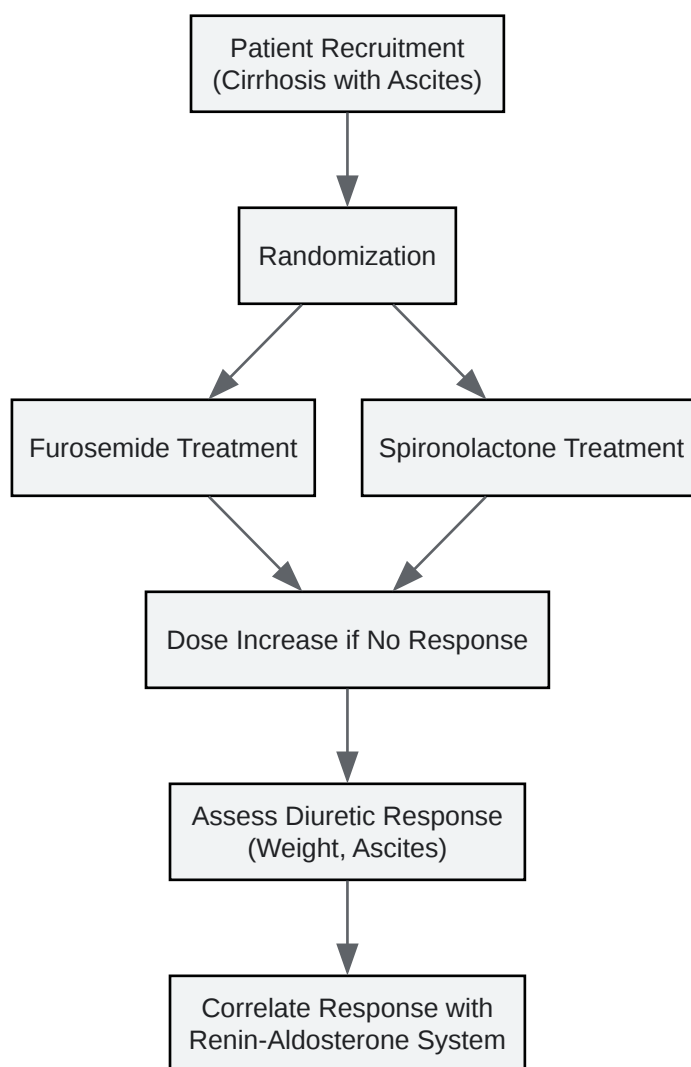 Patient Recruitment
(Cirrhosis with Ascites)
Randomization
Furosemide Treatment
Spironolactone Treatment
Dose Increase if No Response
Assess Diuretic Response
(Weight, Ascites)
Correlate Response with
Renin-Aldosterone System